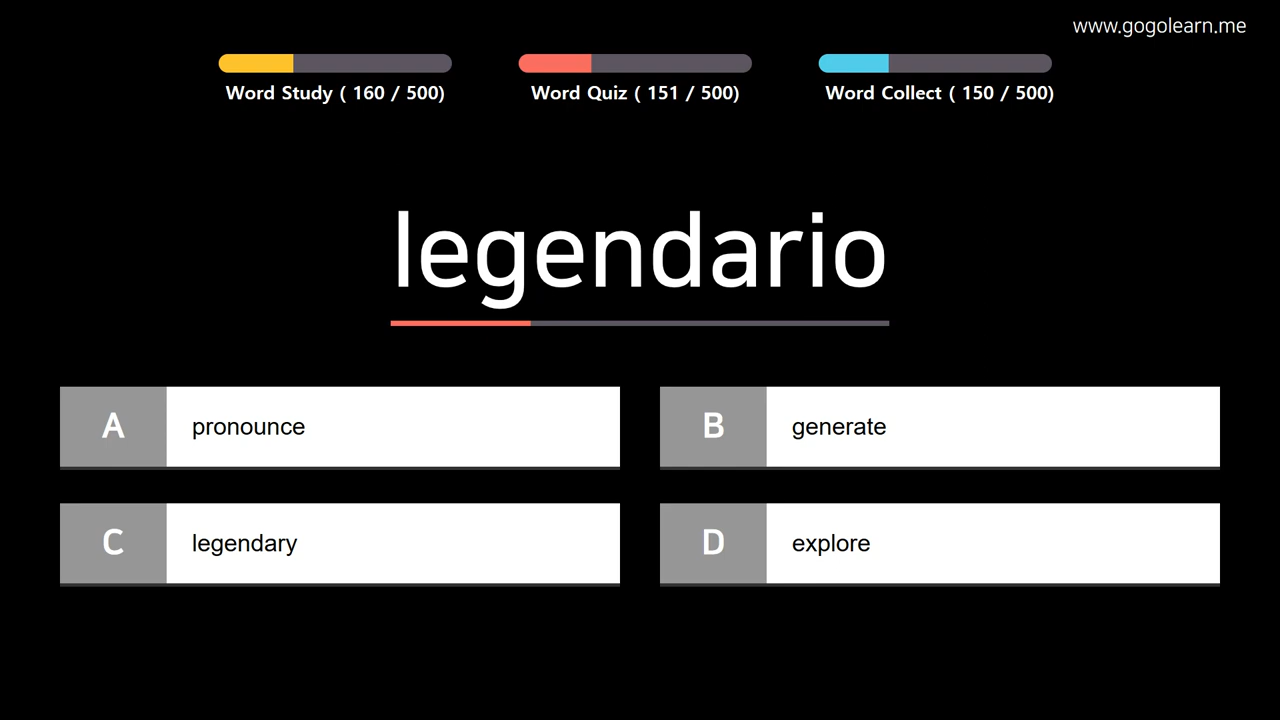 www.gogolearn.me
Word Study ( 160 / 500)
Word Quiz ( 151 / 500)
Word Collect ( 150 / 500)
legendario
A pronounce
B generate
C legendary
D explore